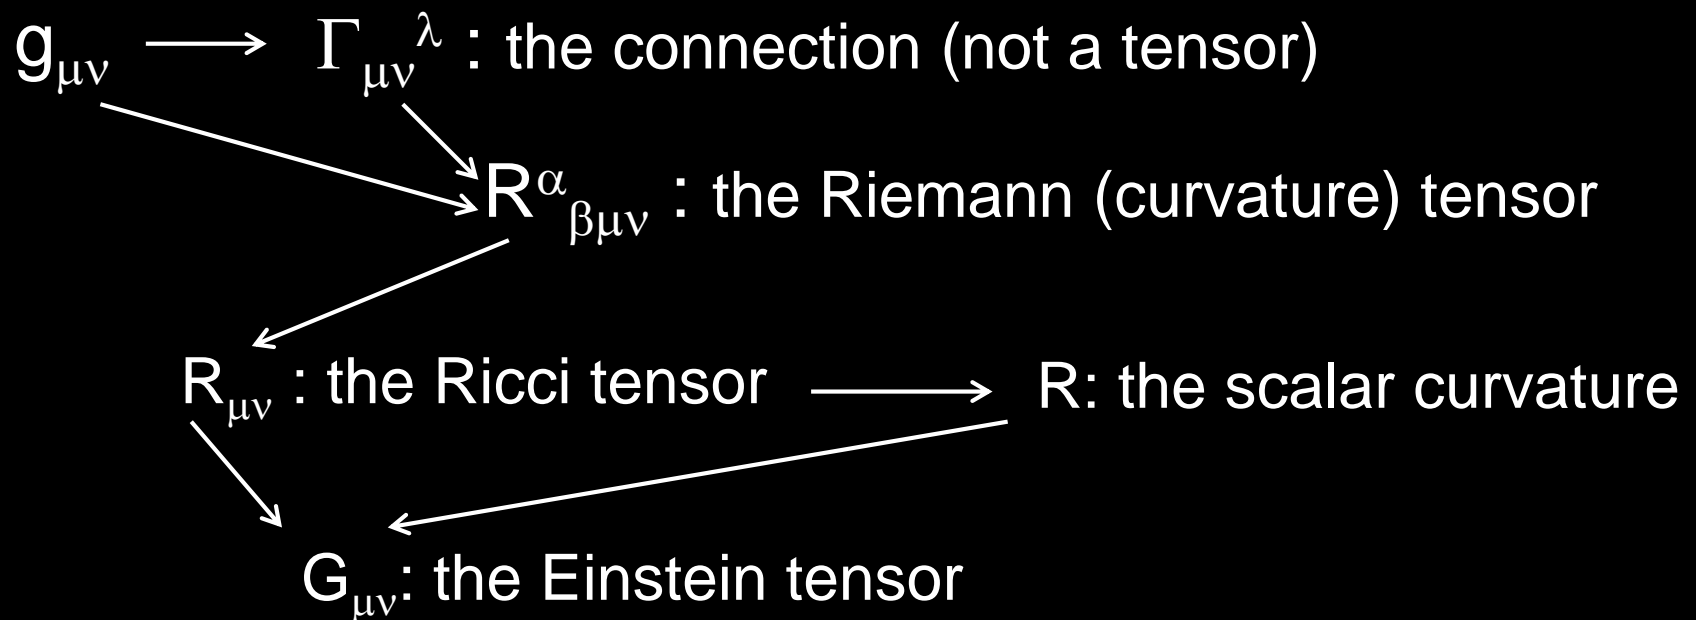 gμν ⟶ Γμν^λ : the connection (not a tensor)
R^α βμν : the Riemann (curvature) tensor
Rμν : the Ricci tensor ⟶ R: the scalar curvature
Gμν: the Einstein tensor